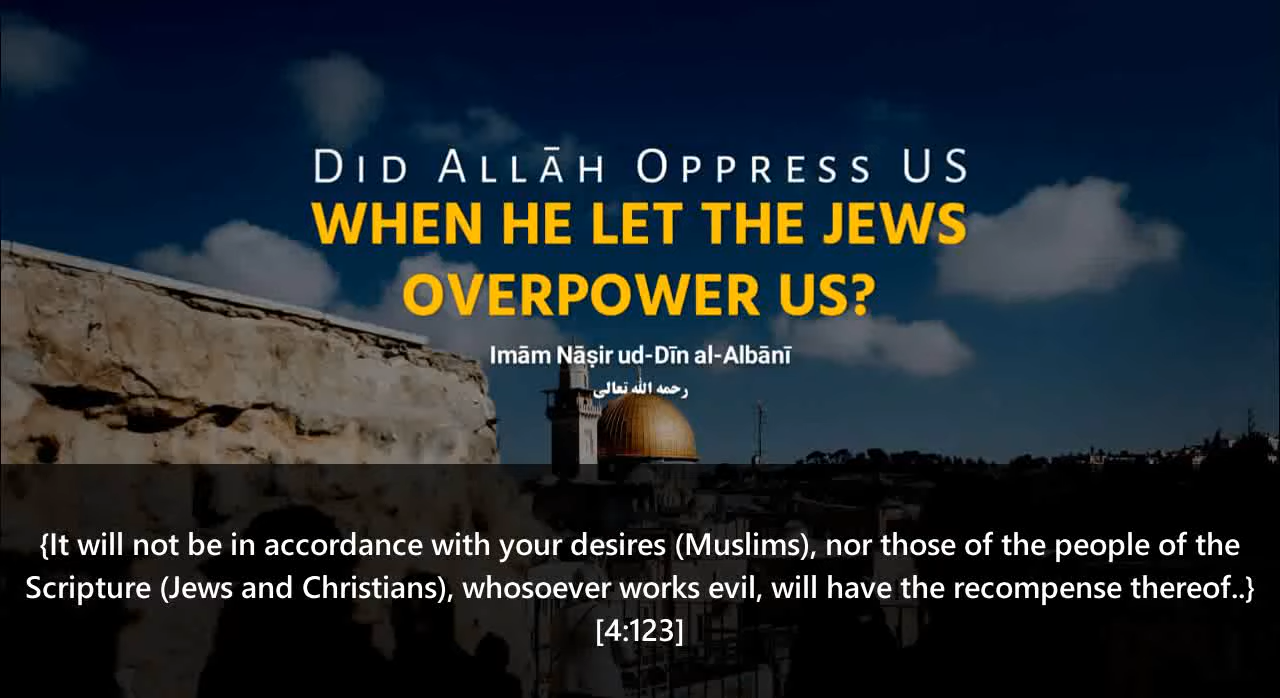 DID ALLĀH OPPRESS US
WHEN HE LET THE JEWS
OVERPOWER US?
Imām Nāṣir ud-Dīn al-Albānī
رحمه الله تعالى
{It will not be in accordance with your desires (Muslims), nor those of the people of the
Scripture (Jews and Christians), whosoever works evil, will have the recompense thereof..}
[4:123]